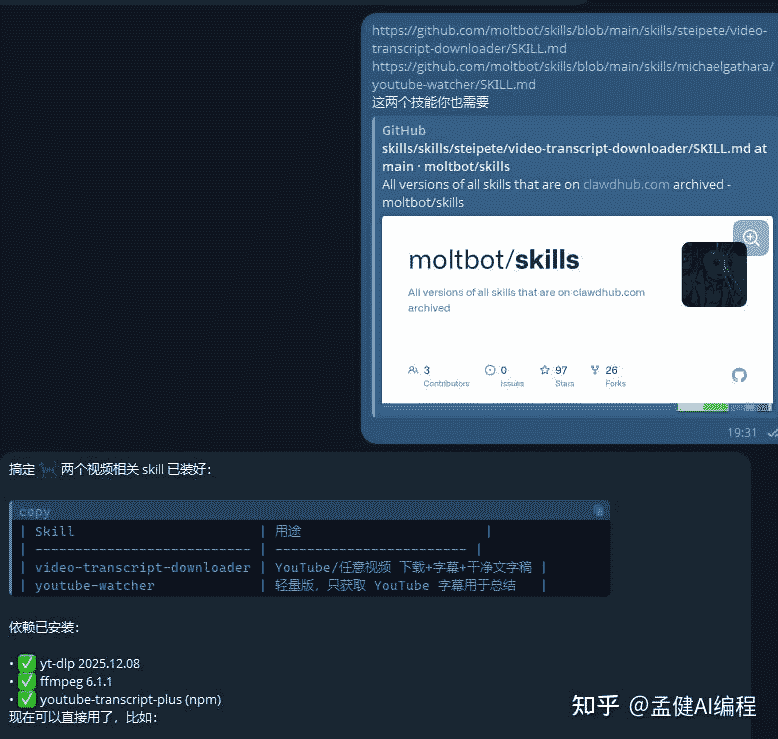 https://github.com/moltbot/skills/blob/main/skills/steipete/video-
transcript-downloader/SKILL.md
https://github.com/moltbot/skills/blob/main/skills/michaelgathara/
youtube-watcher/SKILL.md
这两个技能你也需要
GitHub
skills/skills/steipete/video-transcript-downloader/SKILL.md at
main · moltbot/skills
All versions of all skills that are on clawdhub.com archived -
moltbot/skills
moltbot/skills
All versions of all skills that are on clawdhub.com
archived
3
Contributors
0
Issues
97
Stars
26
Forks
19:31
搞定 两个视频相关 skill 已装好:
copy
| Skill | 用途 |
| --------------------------- | ------------------------ |
| video-transcript-downloader | YouTube/任意视频 下载+字幕+干净文字稿 |
| youtube-watcher | 轻量版，只获取 YouTube 字幕用于总结 |
依赖已安装:
• ✅ yt-dlp 2025.12.08
• ✅ ffmpeg 6.1.1
• ✅ youtube-transcript-plus (npm)
现在可以直接用了，比如:
知乎 @孟健AI编程